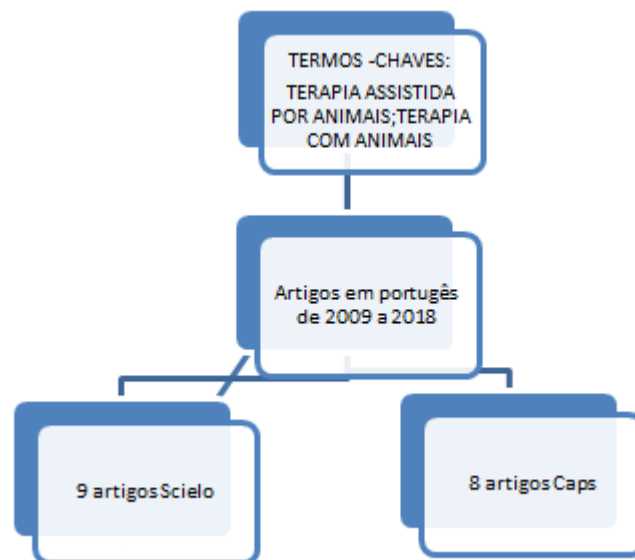 TERMOS -CHAVES:
TERAPIA ASSISTIDA
POR ANIMAIS;TERAPIA
COM ANIMAIS
Artigos em portugês
de 2009 a 2018
9 artigos Scielo
8 artigos Caps